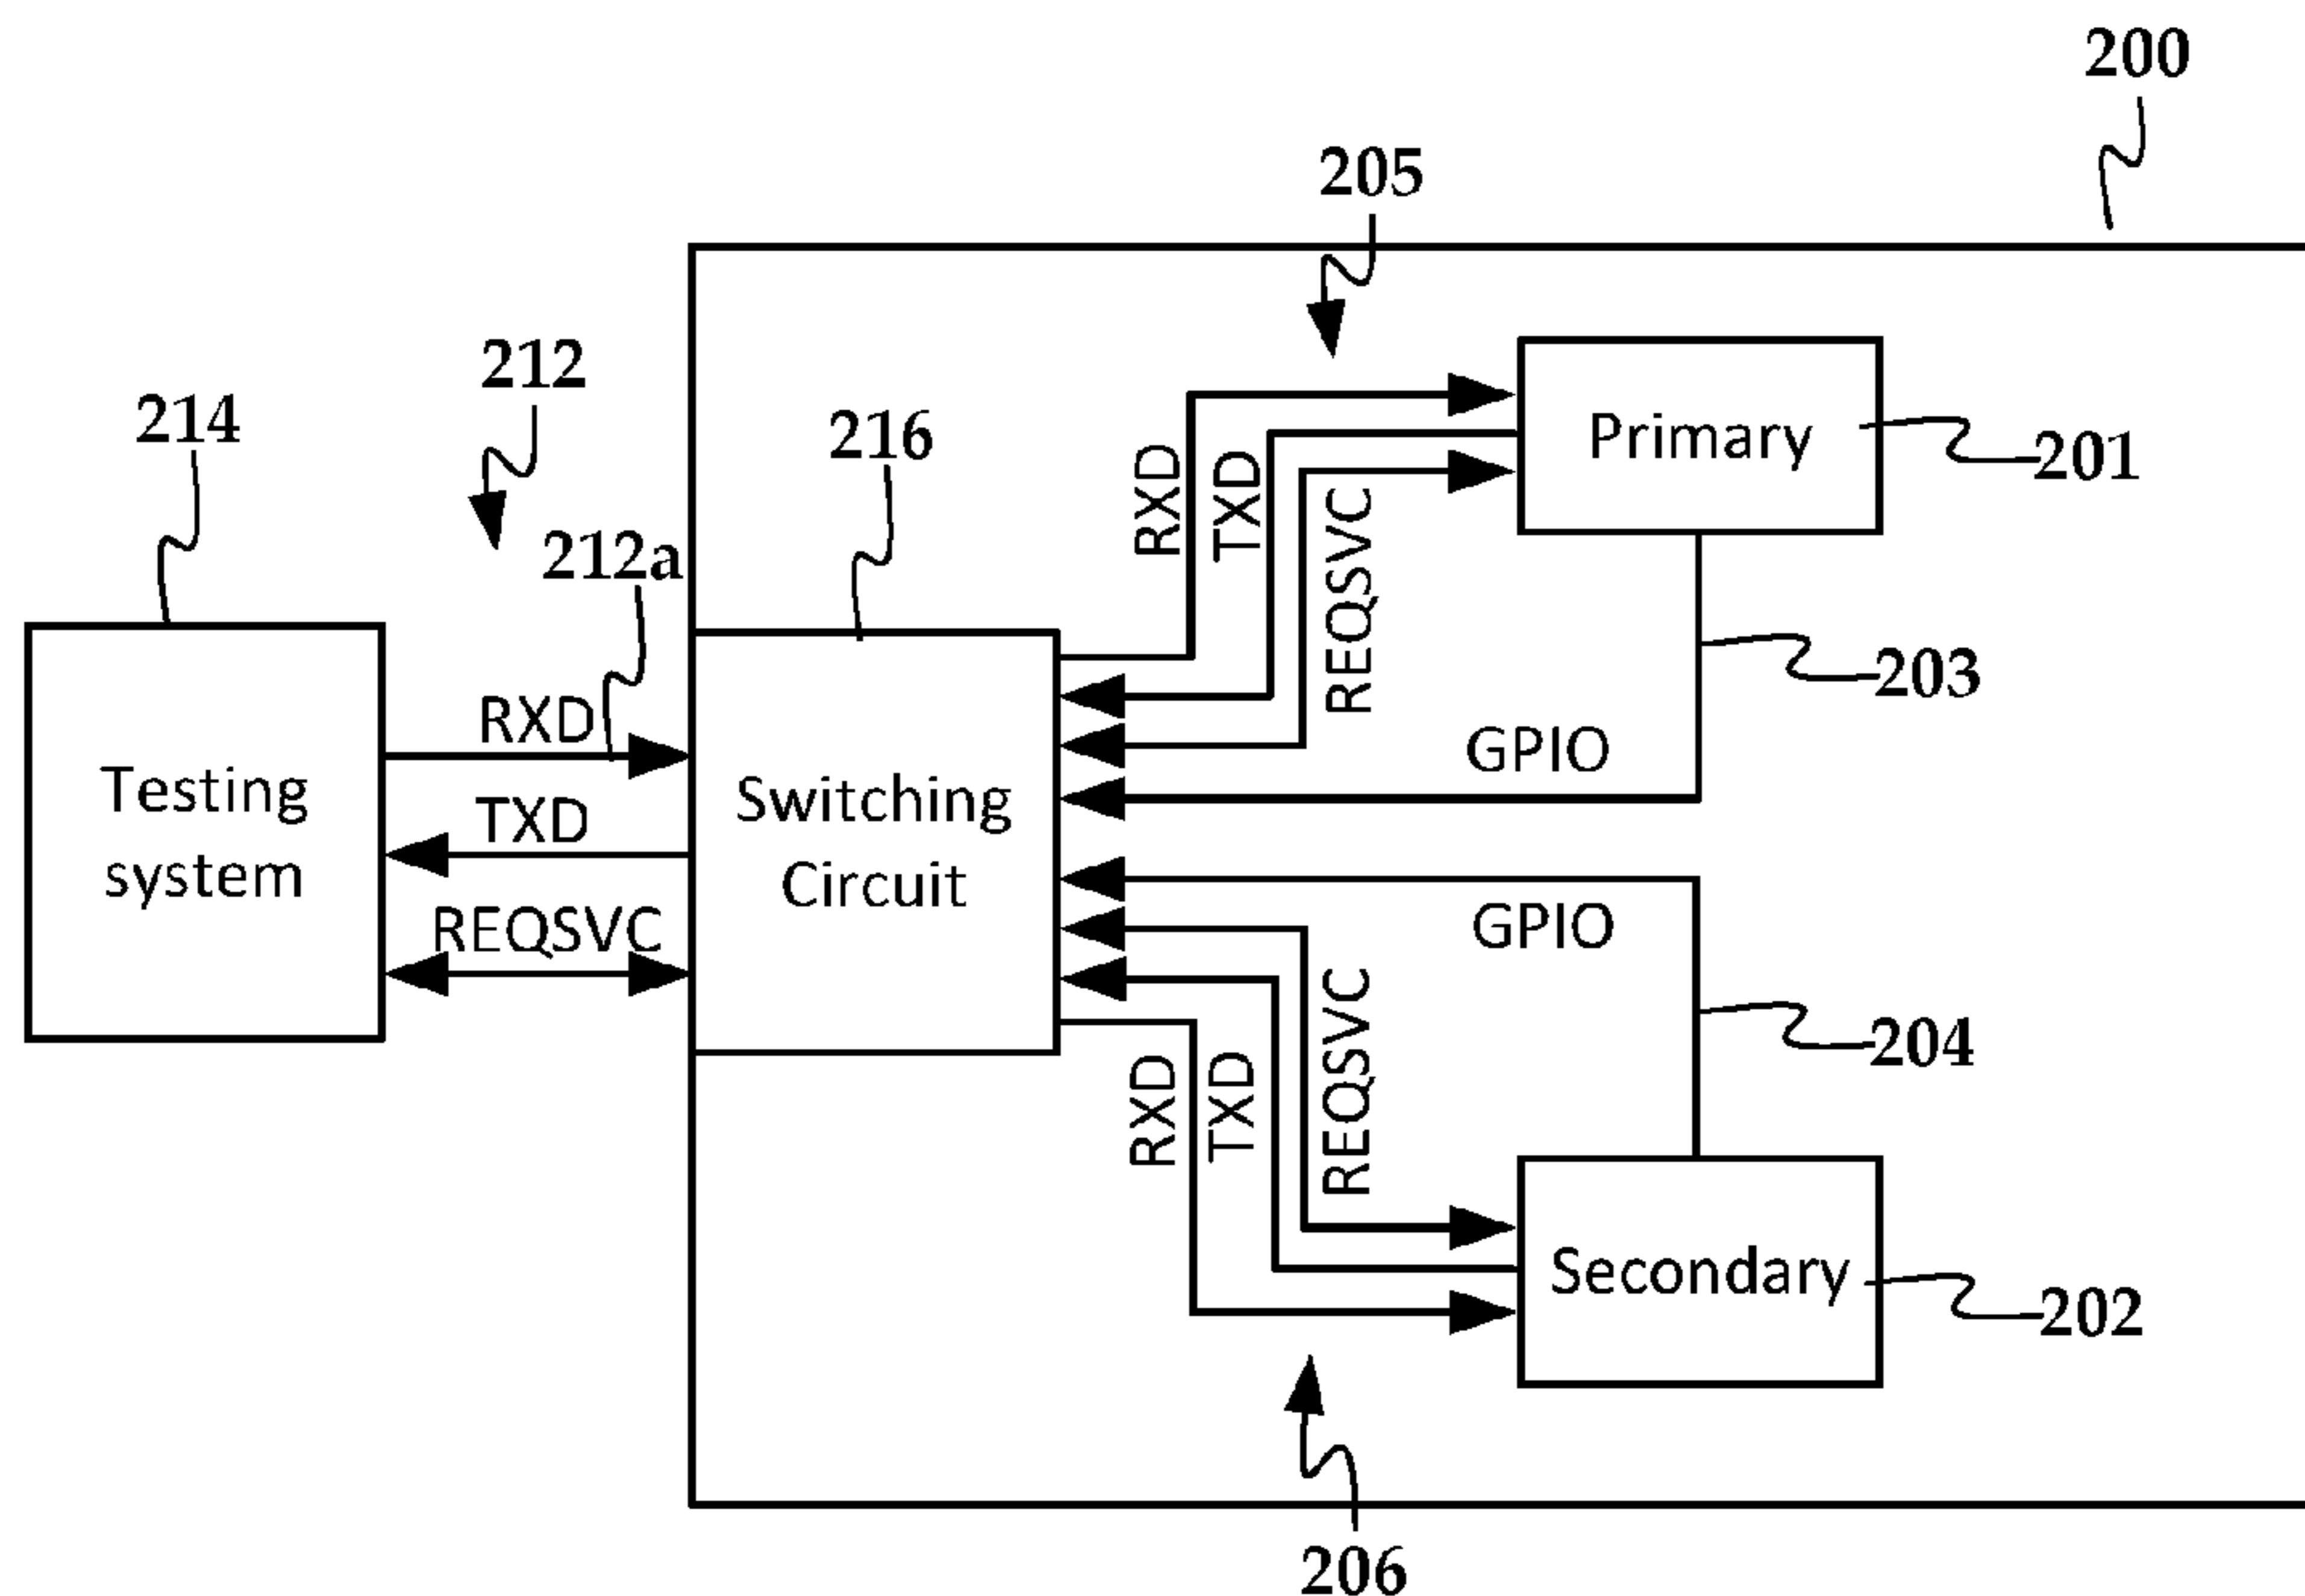 200
205
212
214
216
Primary
201
212a
RXD
TXD
REQSVC
203
RXD
GPIO
Testing
system
Switching
Circuit
TXD
REQSVC
GPIO
204
RXD
TXD
REQSVC
Secondary
202
206